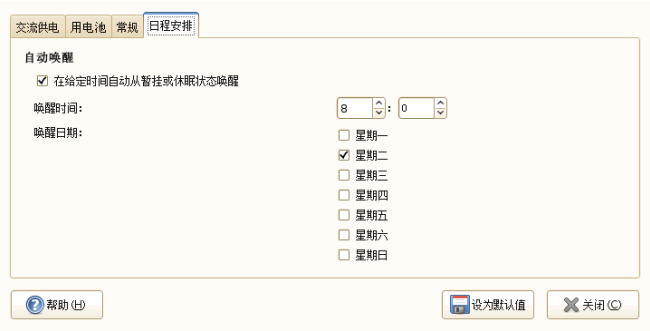 交流供电 用电池 常规 日程安排
自动唤醒
在给定时间自动从暂挂或休眠状态唤醒
唤醒时间: 8 : 0
唤醒日期:
星期一
星期二
星期三
星期四
星期五
星期六
星期日
帮助(H) 设为默认值 关闭(C)